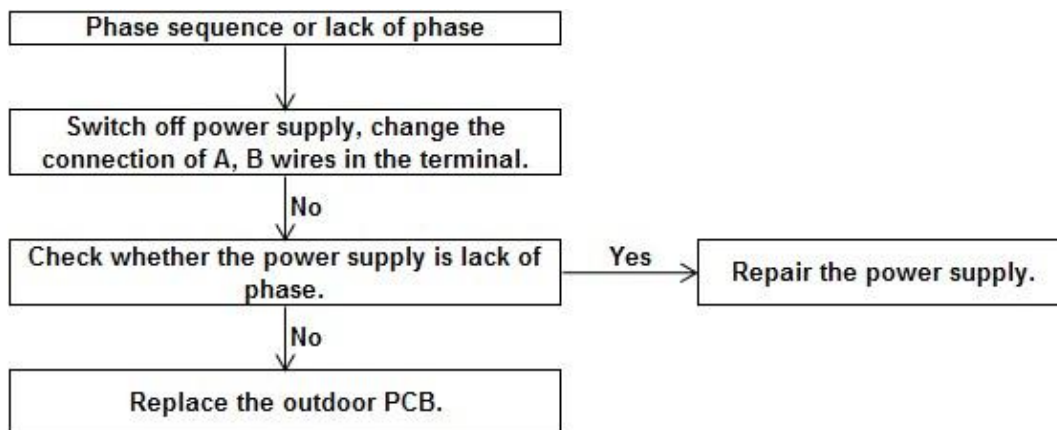 Phase sequence or lack of phase
Switch off power supply, change the
connection of A, B wires in the terminal.
No
Check whether the power supply is lack of
phase.
Yes
Repair the power supply.
No
Replace the outdoor PCB.